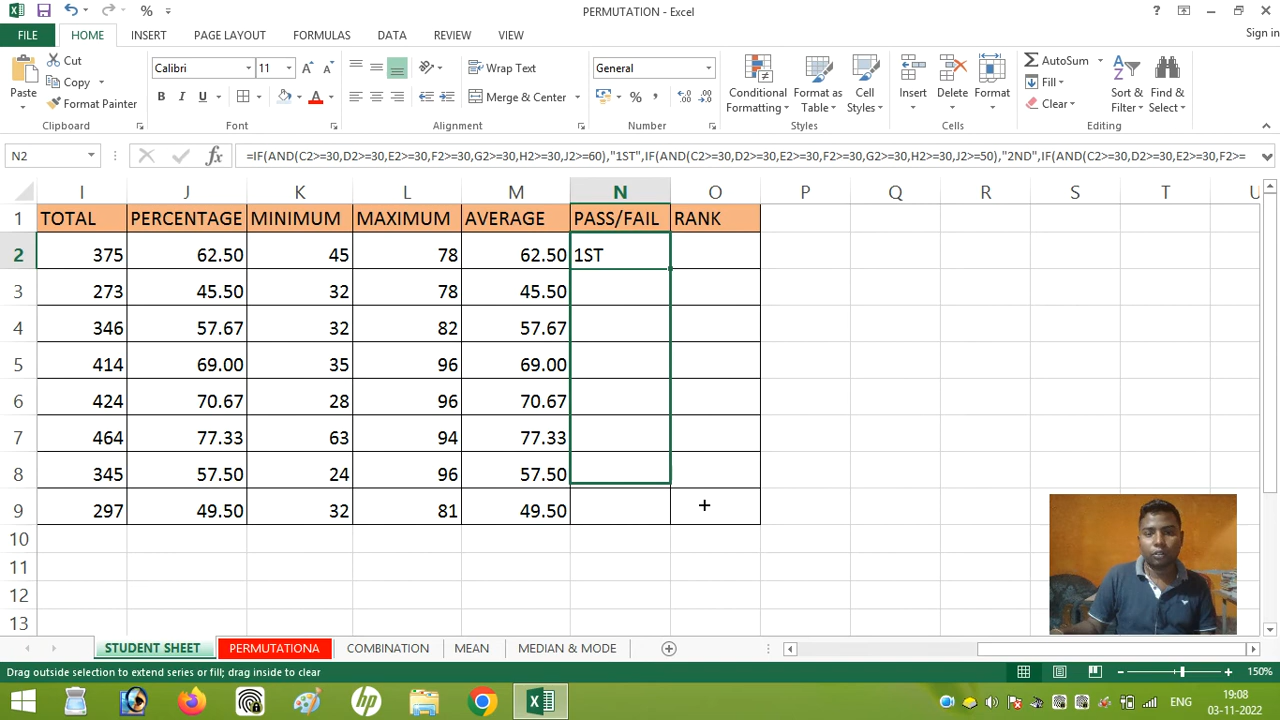 PERMUTATION - Excel
?
FILE HOME INSERT PAGE LAYOUT FORMULAS DATA REVIEW VIEW Sign in
Paste
Cut
Copy
Format Painter
Calibri 11
B I U
Wrap Text
Merge & Center
General
%
Conditional Formatting
Format as Table
Cell Styles
Insert
Delete
Format
AutoSum
Fill
Clear
Sort & Filter
Find & Select
Clipboard Font Alignment Number Styles Cells Editing
N2 fx =IF(AND(C2>=30,D2>=30,E2>=30,F2>=30,G2>=30,H2>=30,J2>=60),"1ST",IF(AND(C2>=30,D2>=30,E2>=30,F2>=30,G2>=30,H2>=30,J2>=50),"2ND",IF(AND(C2>=30,D2>=30,E2>=30,F2>=
I J K L M N O P Q R S T U
1 TOTAL PERCENTAGE MINIMUM MAXIMUM AVERAGE PASS/FAIL RANK
2 375 62.50 45 78 62.50 1ST
3 273 45.50 32 78 45.50
4 346 57.67 32 82 57.67
5 414 69.00 35 96 69.00
6 424 70.67 28 96 70.67
7 464 77.33 63 94 77.33
8 345 57.50 24 96 57.50
9 297 49.50 32 81 49.50
10
11
12
13
STUDENT SHEET PERMUTATIONA COMBINATION MEAN MEDIAN & MODE
Drag outside selection to extend series or fill; drag inside to clear 150%
ENG
19:08
03-11-2022